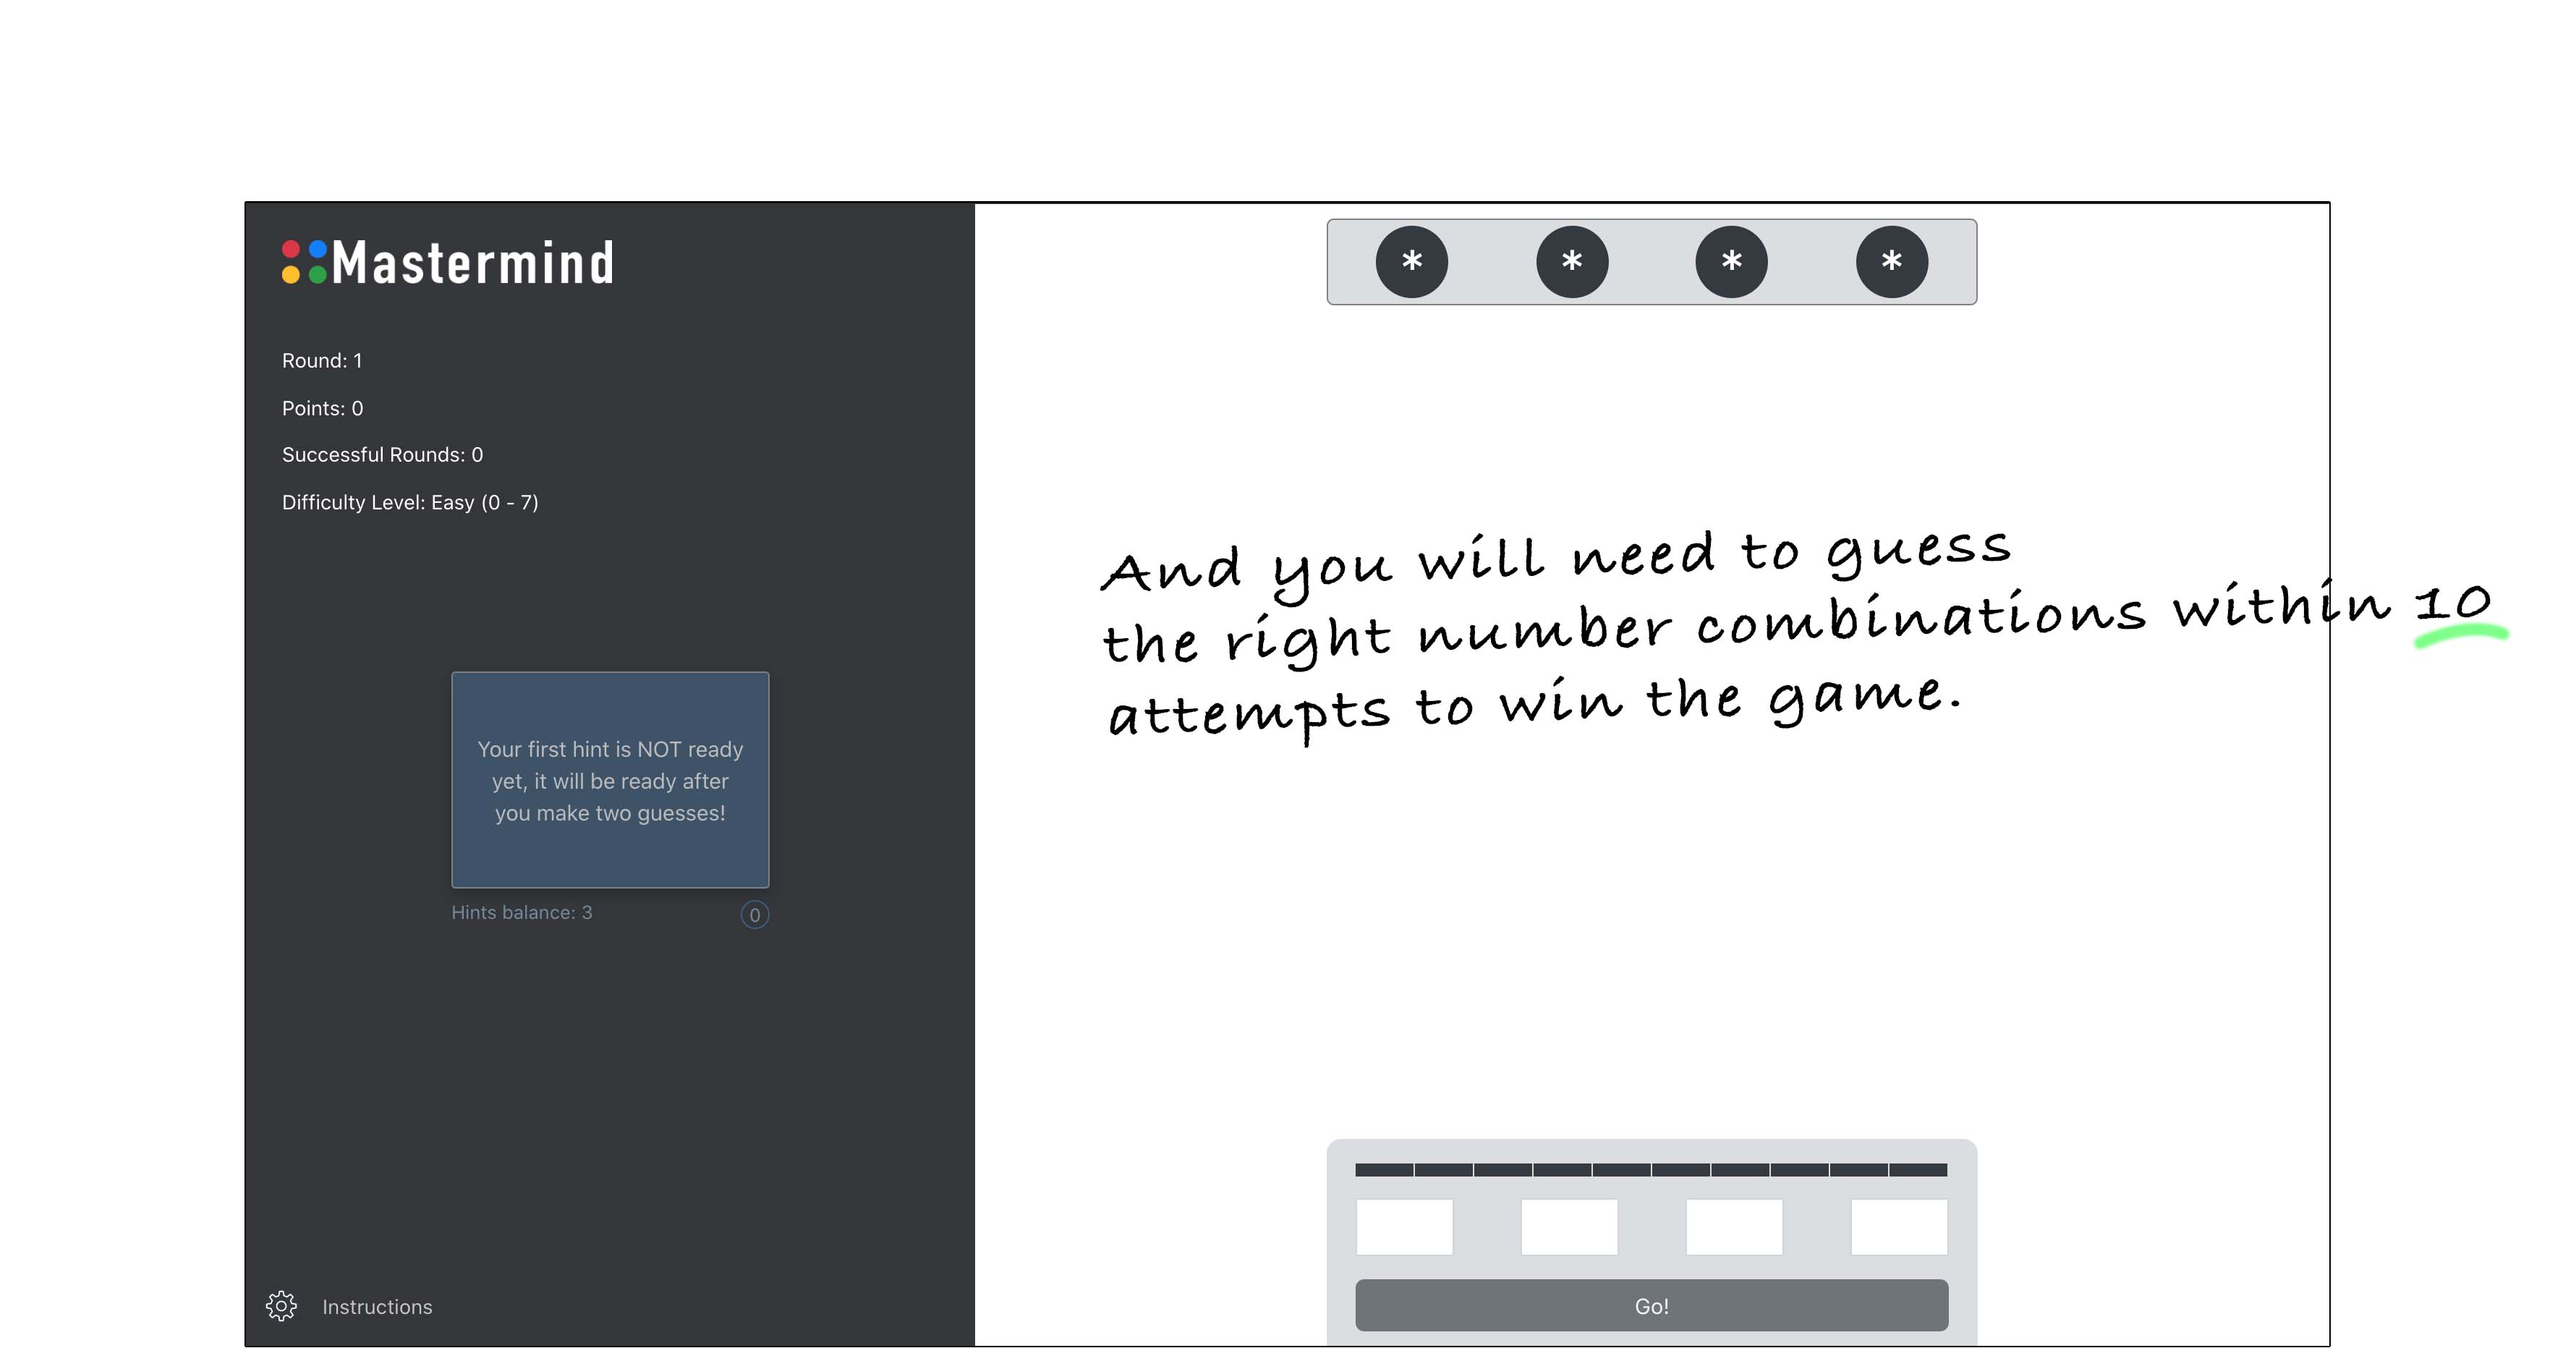 Mastermind
Round: 1
Points: 0
Successful Rounds: 0
Difficulty Level: Easy (0 - 7)
Your first hint is NOT ready
yet, it will be ready after
you make two guesses!
Hints balance: 3
0
Instructions
* * * *
And you will need to guess
the right number combinations within 10
attempts to win the game.
Go!